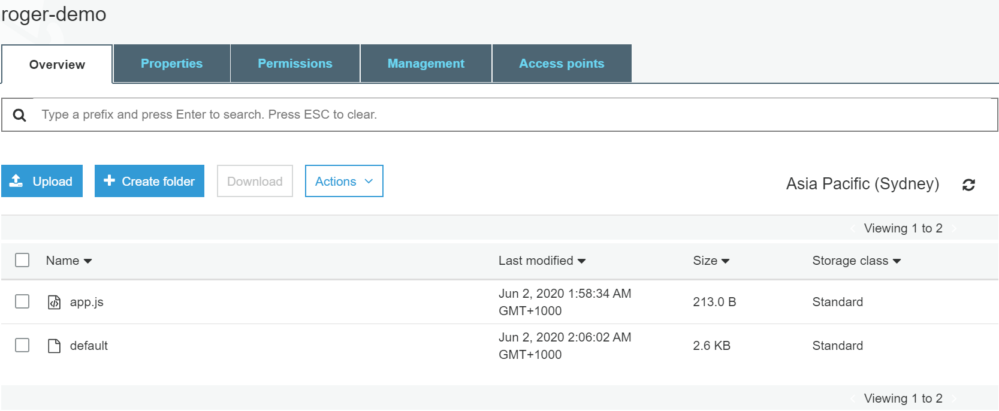 roger-demo
Overview
Properties
Permissions
Management
Access points
Type a prefix and press Enter to search. Press ESC to clear.
Upload
Create folder
Download
Actions
Asia Pacific (Sydney)
Viewing 1 to 2
Name
Last modified
Size
Storage class
app.js
Jun 2, 2020 1:58:34 AM
GMT+1000
213.0 B
Standard
default
Jun 2, 2020 2:06:02 AM
GMT+1000
2.6 KB
Standard
Viewing 1 to 2